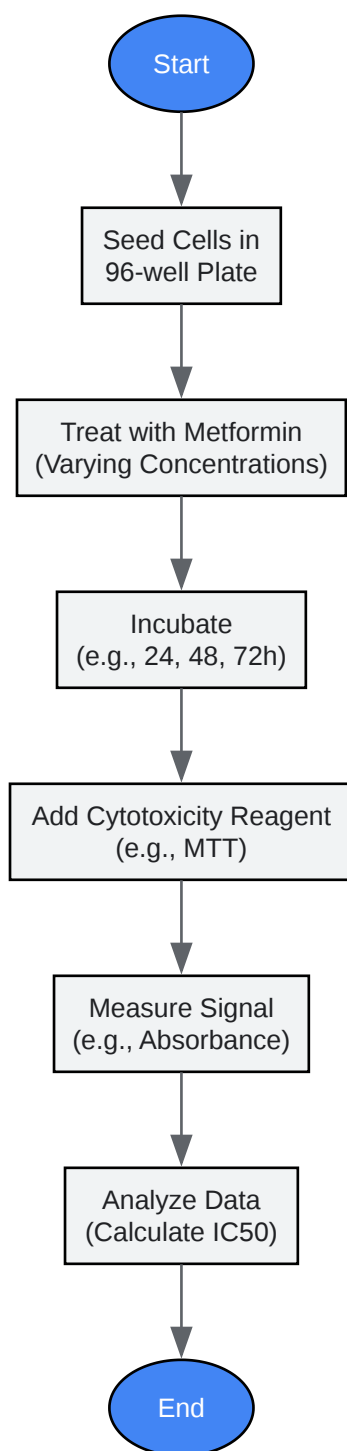 Start
Seed Cells in
96-well Plate
Treat with Metformin
(Varying Concentrations)
Incubate
(e.g., 24, 48, 72h)
Add Cytotoxicity Reagent
(e.g., MTT)
Measure Signal
(e.g., Absorbance)
Analyze Data
(Calculate IC50)
End